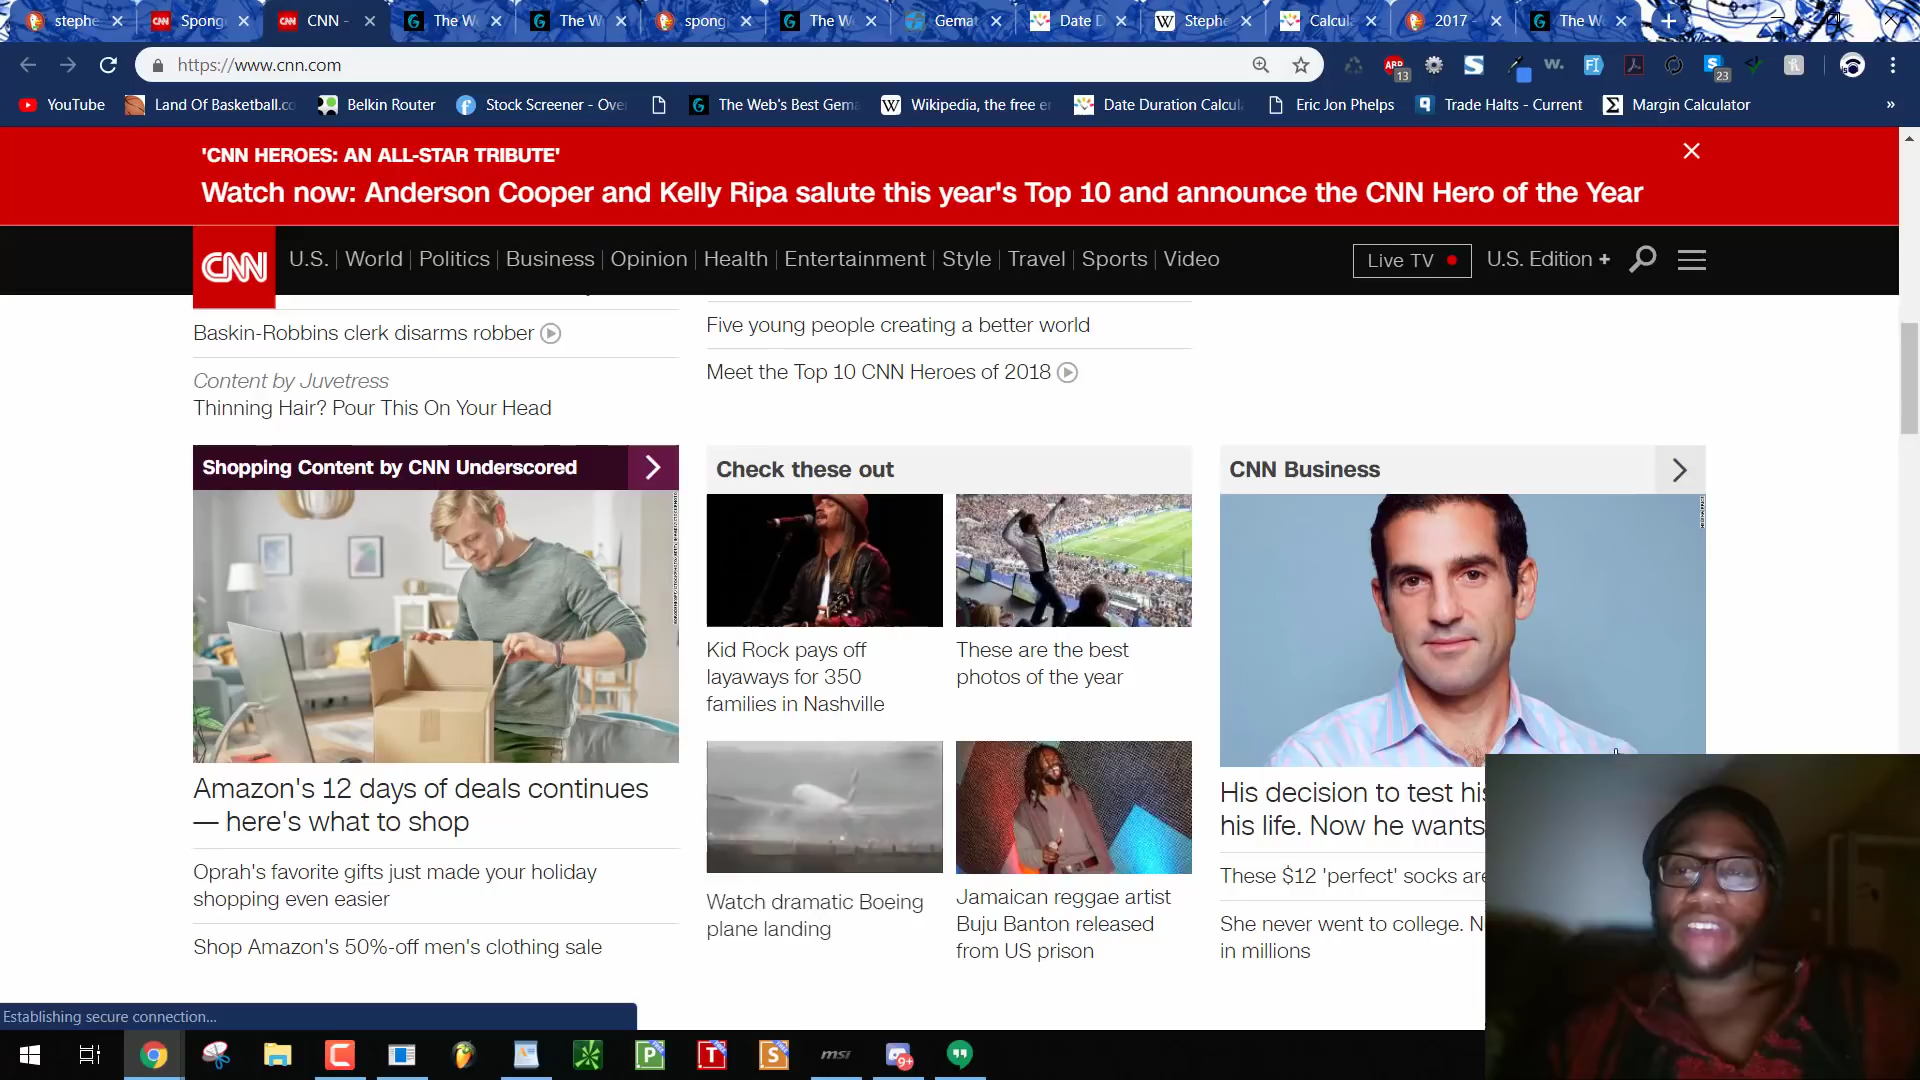 stephe
Spong
CNN -
The We
The W
spong
The We
Gemat
Date D
Stephe
Calcula
2017 -
The We
https://www.cnn.com
ABP
13
23
YouTube
Land Of Basketball.co
Belkin Router
Stock Screener - Over
The Web's Best Gema
Wikipedia, the free en
Date Duration Calcul
Eric Jon Phelps
Trade Halts - Current
Margin Calculator
»
'CNN HEROES: AN ALL-STAR TRIBUTE'
Watch now: Anderson Cooper and Kelly Ripa salute this year's Top 10 and announce the CNN Hero of the Year
CNN
U.S. | World | Politics | Business | Opinion | Health | Entertainment | Style | Travel | Sports | Video
Live TV
U.S. Edition +
Baskin-Robbins clerk disarms robber
Content by Juvetress
Thinning Hair? Pour This On Your Head
Five young people creating a better world
Meet the Top 10 CNN Heroes of 2018
Shopping Content by CNN Underscored
Amazon's 12 days of deals continues
— here's what to shop
Oprah's favorite gifts just made your holiday
shopping even easier
Shop Amazon's 50%-off men's clothing sale
Check these out
Kid Rock pays off
layaways for 350
families in Nashville
These are the best
photos of the year
Watch dramatic Boeing
plane landing
Jamaican reggae artist
Buju Banton released
from US prison
CNN Business
His decision to test his
his life. Now he wants
These $12 'perfect' socks are
She never went to college. N
in millions
Establishing secure connection...
P
T
S
msi
9+